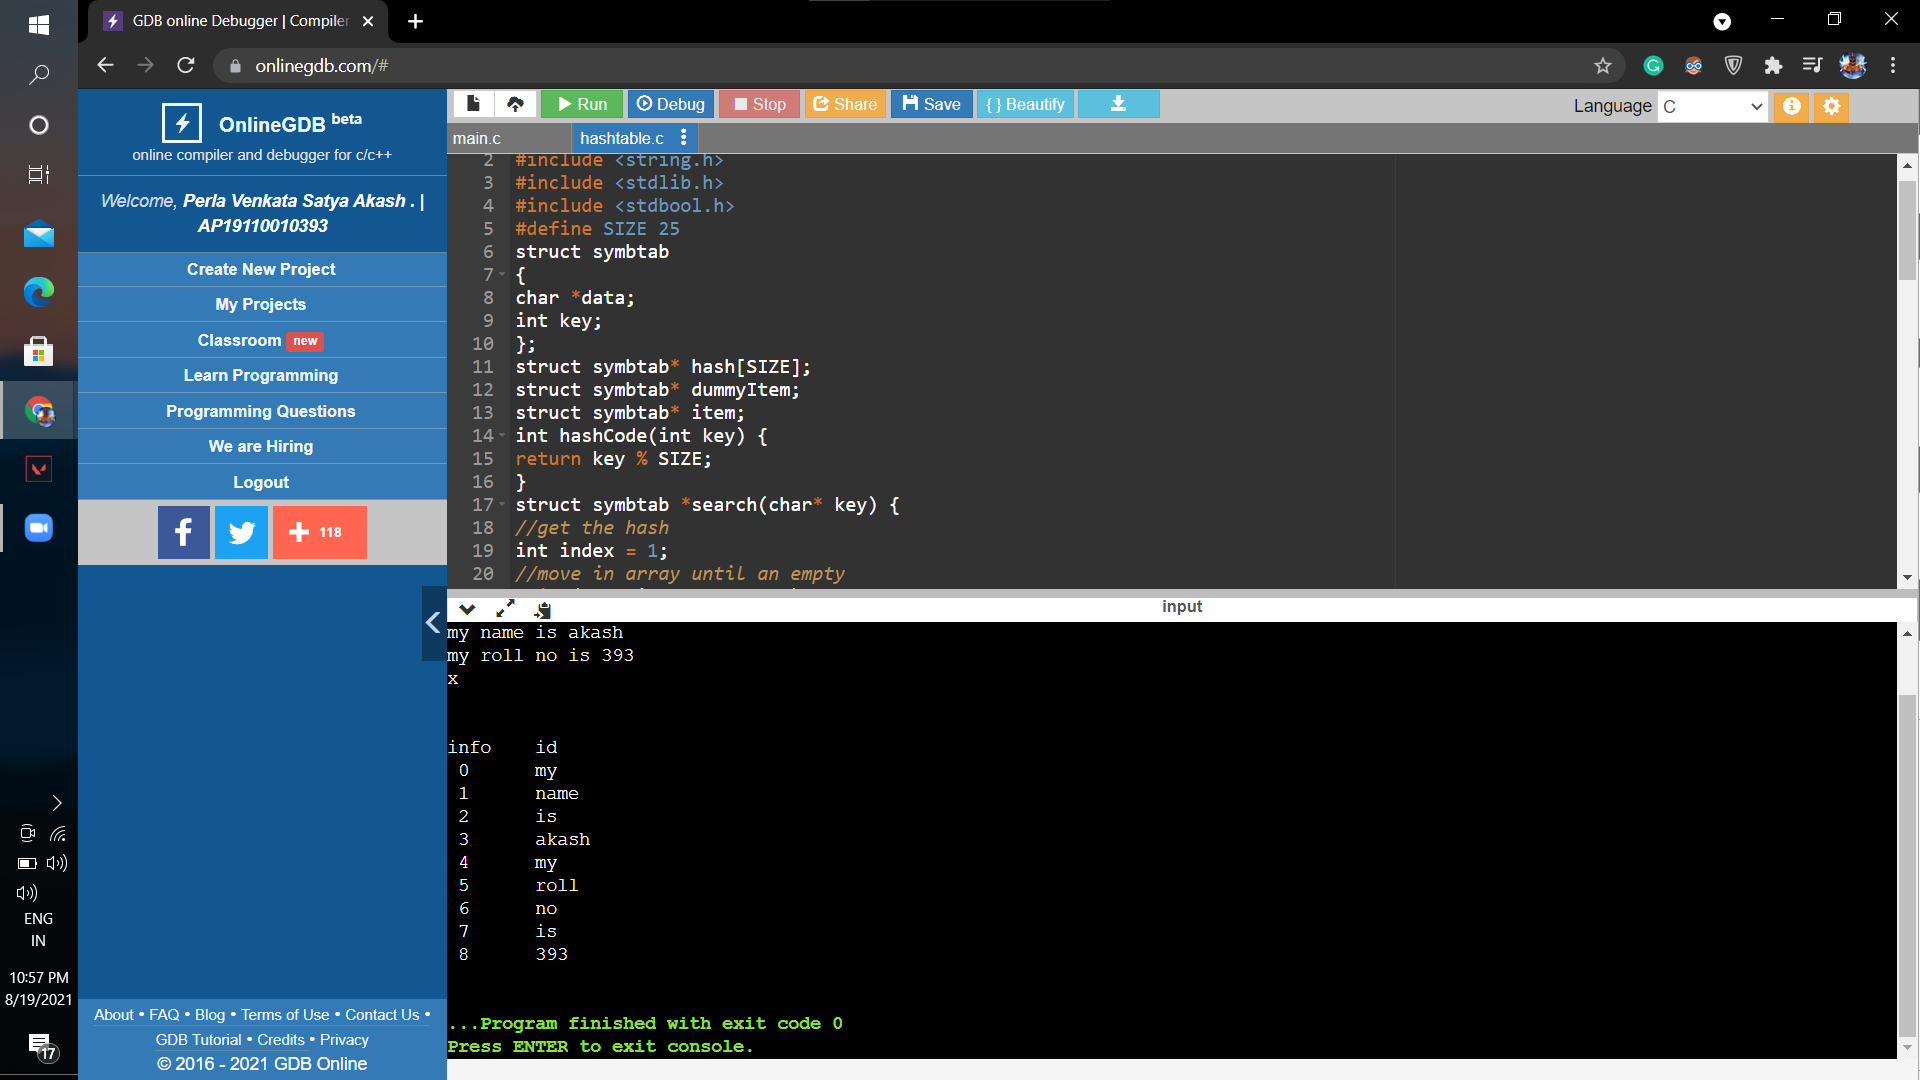 GDB online Debugger | Compiler
onlinegdb.com/#
OnlineGDB beta
online compiler and debugger for c/c++
Welcome, Perla Venkata Satya Akash . |
AP19110010393
Create New Project
My Projects
Classroom new
Learn Programming
Programming Questions
We are Hiring
Logout
118
About • FAQ • Blog • Terms of Use • Contact Us •
GDB Tutorial • Credits • Privacy
© 2016 - 2021 GDB Online
Run Debug Stop Share Save { } Beautify
Language C
main.c hashtable.c
2 #include <string.h>
3 #include <stdlib.h>
4 #include <stdbool.h>
5 #define SIZE 25
6 struct symbtab
7 {
8 char *data;
9 int key;
10 };
11 struct symbtab* hash[SIZE];
12 struct symbtab* dummyItem;
13 struct symbtab* item;
14 int hashCode(int key) {
15 return key % SIZE;
16 }
17 struct symbtab *search(char* key) {
18 //get the hash
19 int index = 1;
20 //move in array until an empty
input
my name is akash
my roll no is 393
x
info id
0 my
1 name
2 is
3 akash
4 my
5 roll
6 no
7 is
8 393
...Program finished with exit code 0
Press ENTER to exit console.
ENG
IN
10:57 PM
8/19/2021
17